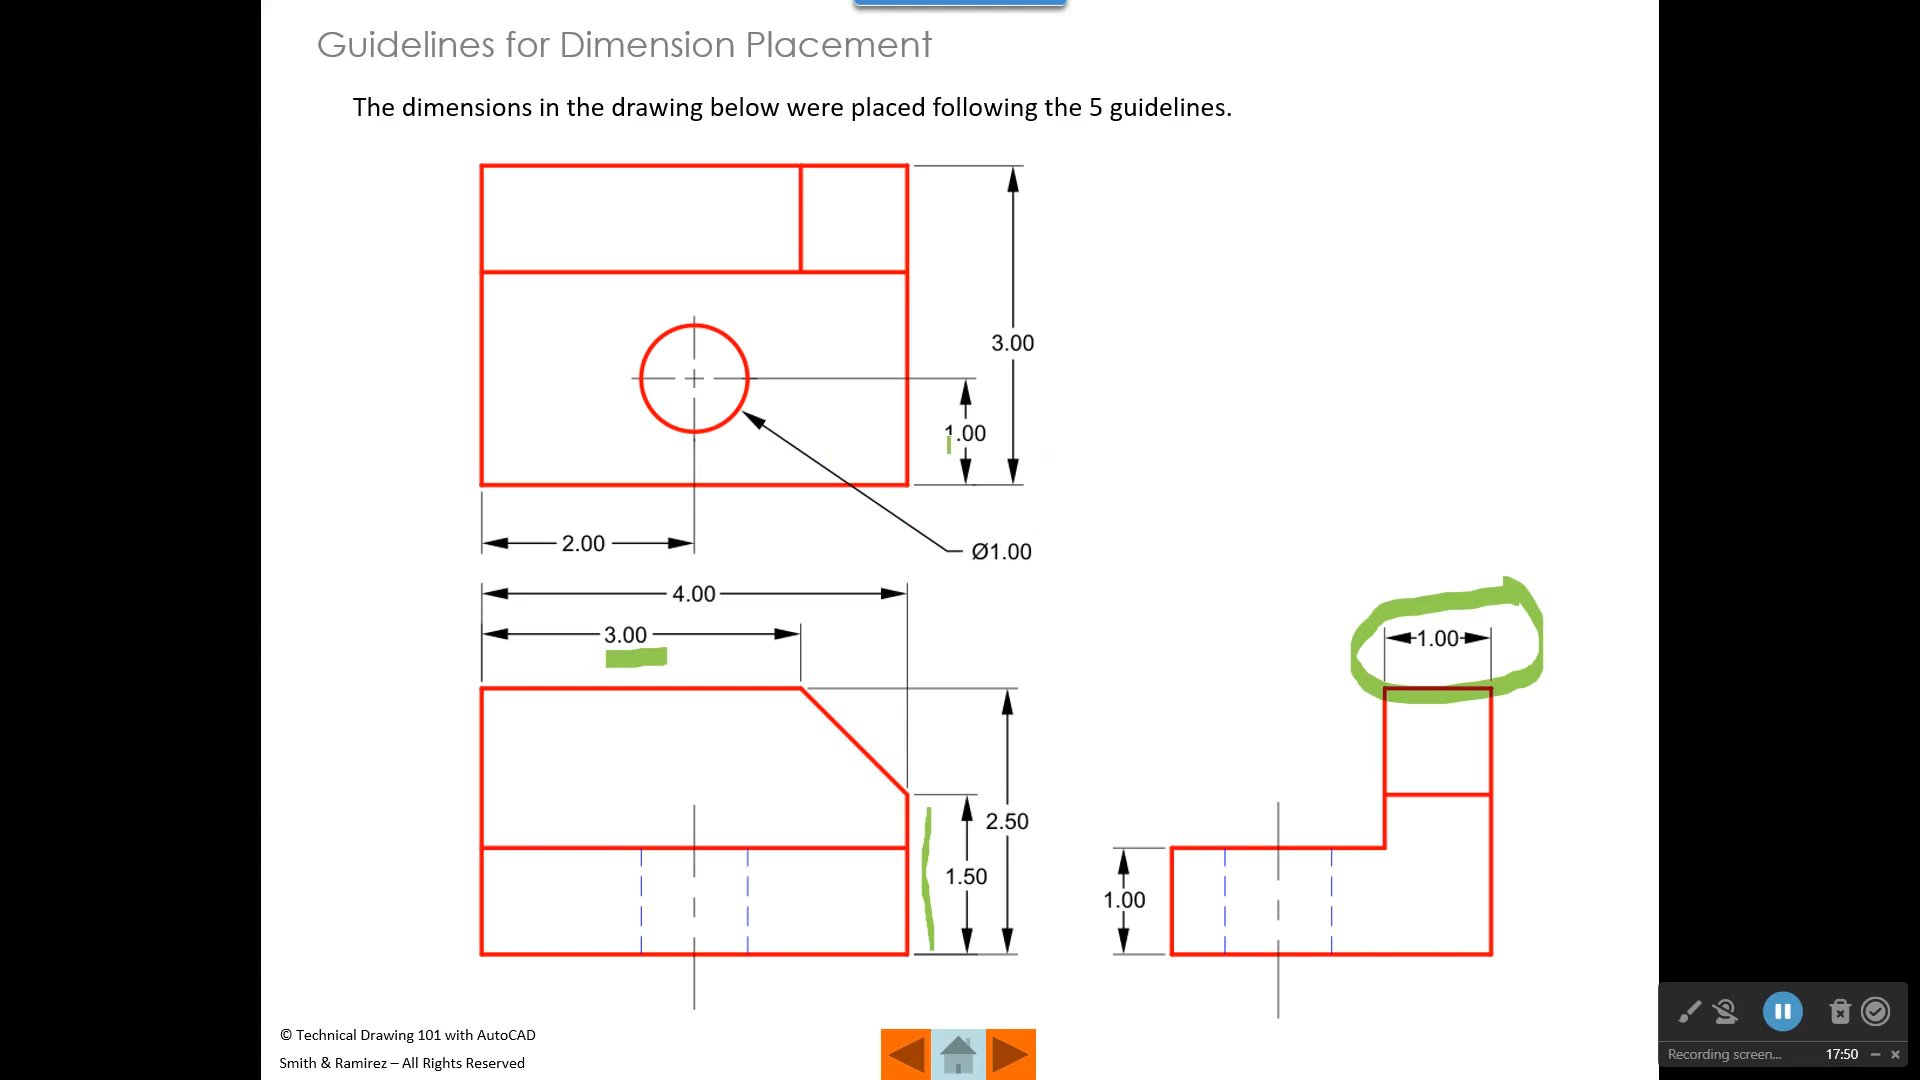 Guidelines for Dimension Placement
The dimensions in the drawing below were placed following the 5 guidelines.
3.00
1.00
2.00
Ø1.00
4.00
3.00
1.00
2.50
1.50
1.00
© Technical Drawing 101 with AutoCAD
Smith & Ramirez – All Rights Reserved
Recording screen... 17:50